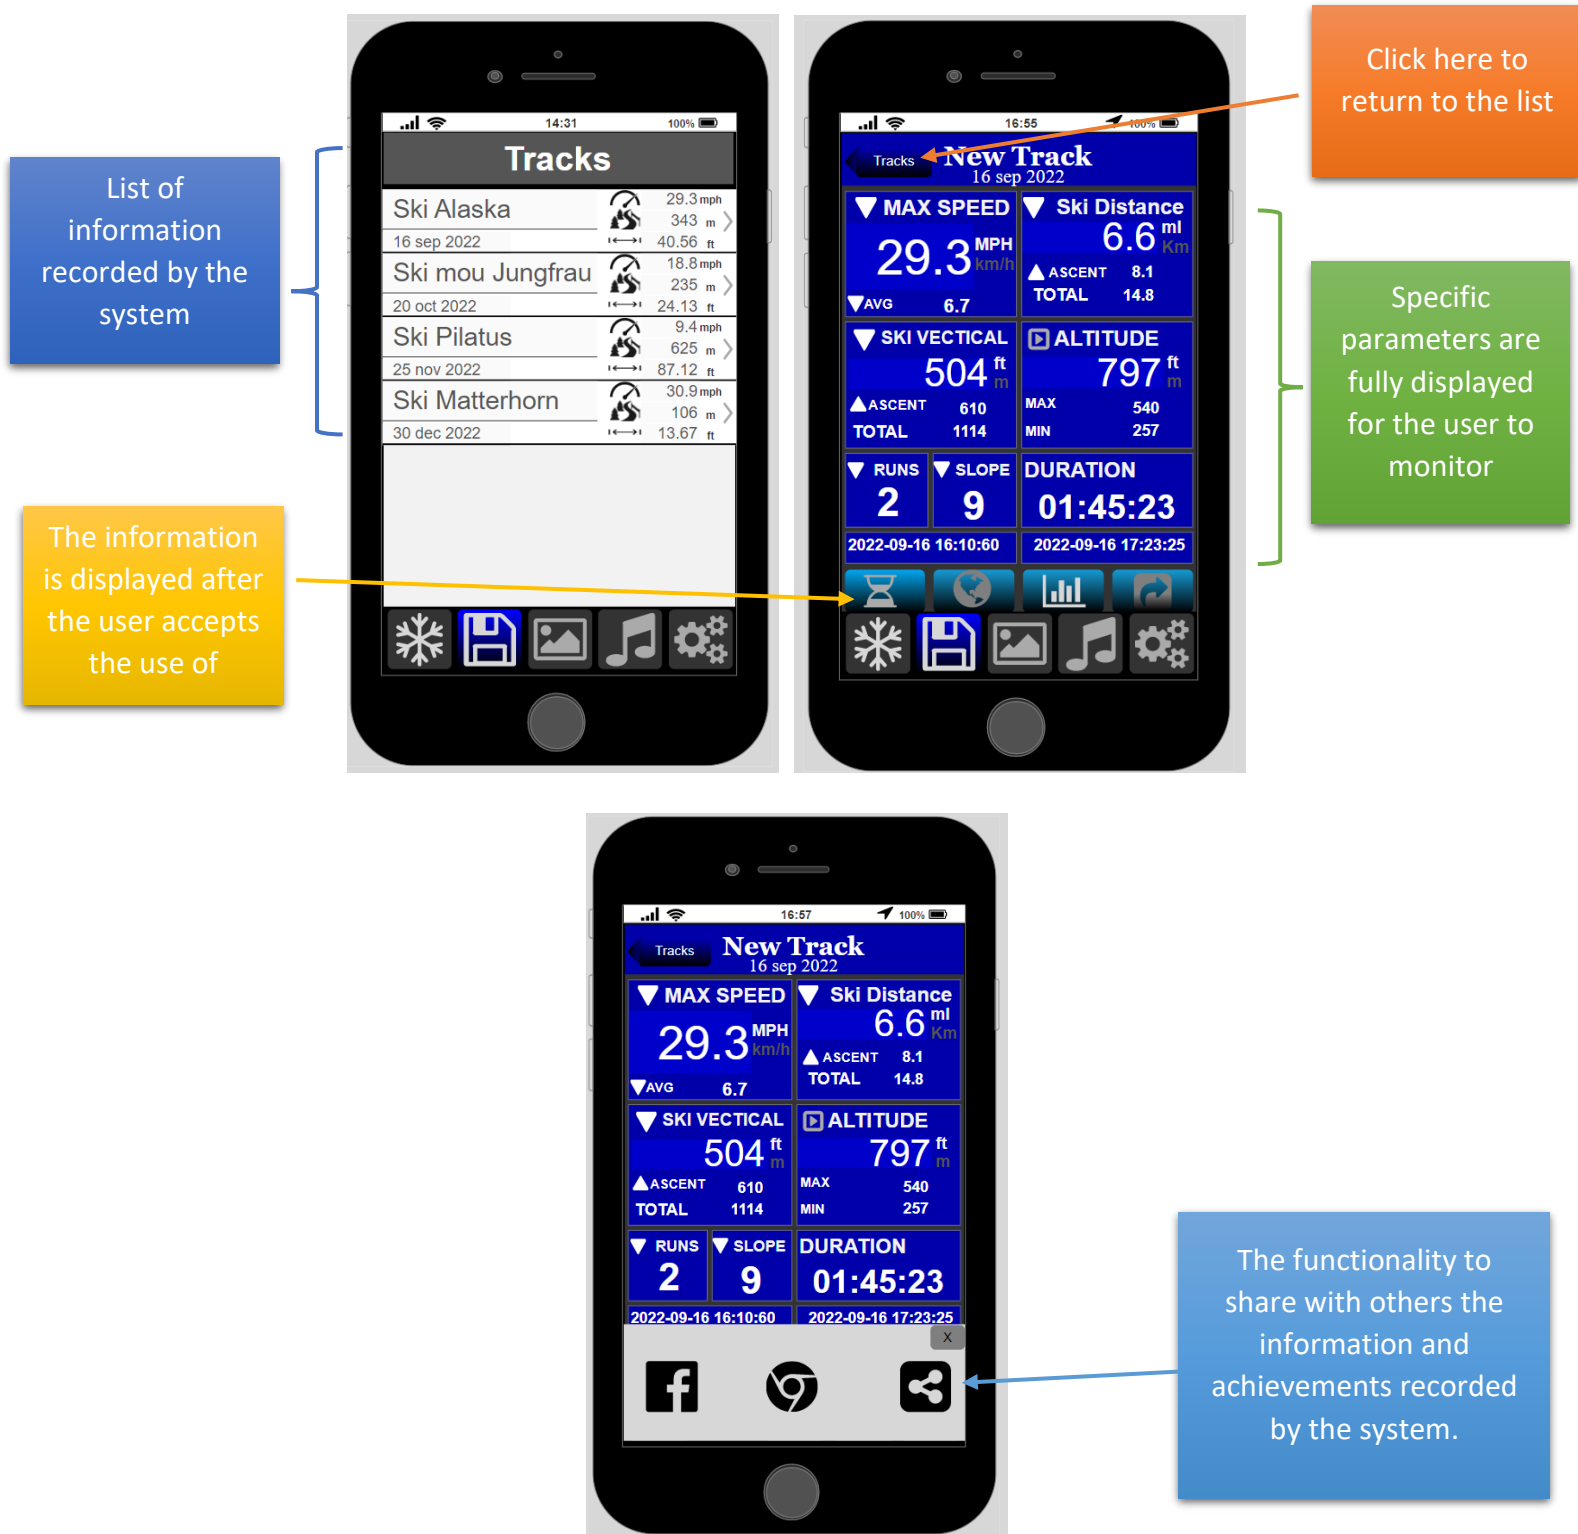 List of
information
recorded by the
system
The information
is displayed after
the user accepts
the use of
14:31
100%
Tracks
Ski Alaska
29.3 mph
343 m
16 sep 2022
40.56 ft
Ski mou Jungfrau
18.8 mph
235 m
20 oct 2022
24.13 ft
Ski Pilatus
9.4 mph
625 m
25 nov 2022
87.12 ft
Ski Matterhorn
30.9 mph
106 m
30 dec 2022
13.67 ft
16:55
100%
Tracks
New Track
16 sep 2022
MAX SPEED
29.3 MPH
km/h
AVG 6.7
Ski Distance
6.6 ml
Km
ASCENT 8.1
TOTAL 14.8
SKI VECTICAL
504 ft
m
ASCENT 610
TOTAL 1114
ALTITUDE
797 ft
m
MAX 540
MIN 257
RUNS
2
SLOPE
9
DURATION
01:45:23
2022-09-16 16:10:60
2022-09-16 17:23:25
Click here to
return to the list
Specific
parameters are
fully displayed
for the user to
monitor
16:57
100%
Tracks
New Track
16 sep 2022
MAX SPEED
29.3 MPH
km/h
AVG 6.7
Ski Distance
6.6 ml
Km
ASCENT 8.1
TOTAL 14.8
SKI VECTICAL
504 ft
m
ASCENT 610
TOTAL 1114
ALTITUDE
797 ft
m
MAX 540
MIN 257
RUNS
2
SLOPE
9
DURATION
01:45:23
2022-09-16 16:10:60
2022-09-16 17:23:25
X
The functionality to
share with others the
information and
achievements recorded
by the system.